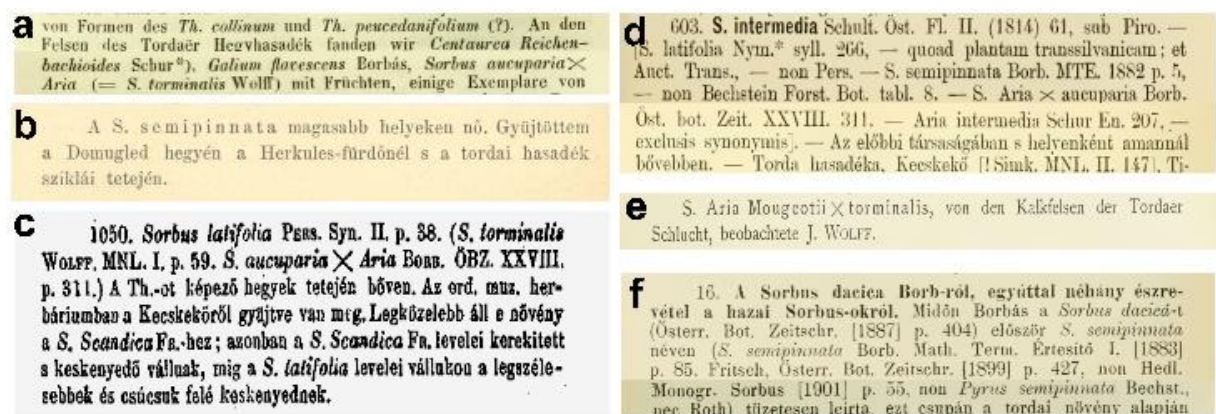 a
von Formen des Th. collinum und Th. peucedanifolium (?). An den
Felsen des Tordaër Hegyhasadék fanden wir Centaurea Reichen-
bachioides Schur*), Galium flavescens Borbás, Sorbus aucuparia ×
Aria (= S. torminalis Wolff) mit Früchten, einige Exemplare von
b
A S. semipinnata magasabb helyeken nő. Gyüjtöttem
a Domugled hegyén a Herkules-fürdőnél s a tordai hasadék
sziklái tetején.
c
1050. Sorbus latifolia PERS. Syn. II. p. 38. (S. torminalis
WOLFF. MNL. I. p. 59. S. aucuparia × Aria BORB. ÖBZ. XXVIII.
p. 311.) A Th.-ot képező hegyek tetején bőven. Az erd. muz. her-
báriumban a Kecskekőről gyűjtve van meg. Legközelebb áll e növény
a S. Scandica FR.-hez; azonban a S. Scandica FR. levelei kerekített
s keskenyedő vállnak, mig a S. latifolia levelei vállukon a legszéle-
sebbek és csúcsuk felé keskenyednek.
d
603. S. intermedia Schult. Öst. Fl. II. (1814) 61, sub Piro. —
[S. latifolia Nym.* syll. 266, — quoad plantam transsilvanicam; et
Auct. Trans., — non Pers. — S. semipinnata Borb. MTE. 1882 p. 5,
— non Bechstein Forst. Bot. tabl. 8. — S. Aria × aucuparia Borb.
Öst. bot. Zeit. XXVIII. 311. — Aria intermedia Schur En. 207, —
exclusis synonymis]. — Az előbbi társaságában s helyenként amannál
bővebben. — Torda hasadéka, Kecskekő [! Simk. MNL. II. 147]. Ti-
e
S. Aria Mougeotii × torminalis, von den Kalkfelsen der Tordaer
Schlucht, beobachtete J. WOLFF.
f
16. A Sorbus dacica Borb-ról, egyúttal néhány észre-
vétel a hazai Sorbus-okról. Midőn Borbás a Sorbus dacicá-t
(Österr. Bot. Zeitschr. [1887] p. 404) először S. semipinnata
néven (S. semipinnata Borb. Math. Term. Értesitő I. [1883]
p. 85. Fritsch, Österr. Bot. Zeitschr. [1899] p. 427, non Hedl.
Monogr. Sorbus [1901] p. 55, non Pyrus semipinnata Bechst.,
nec Roth) tüzetesen leírta, ezt csupán a tordai növény alapján